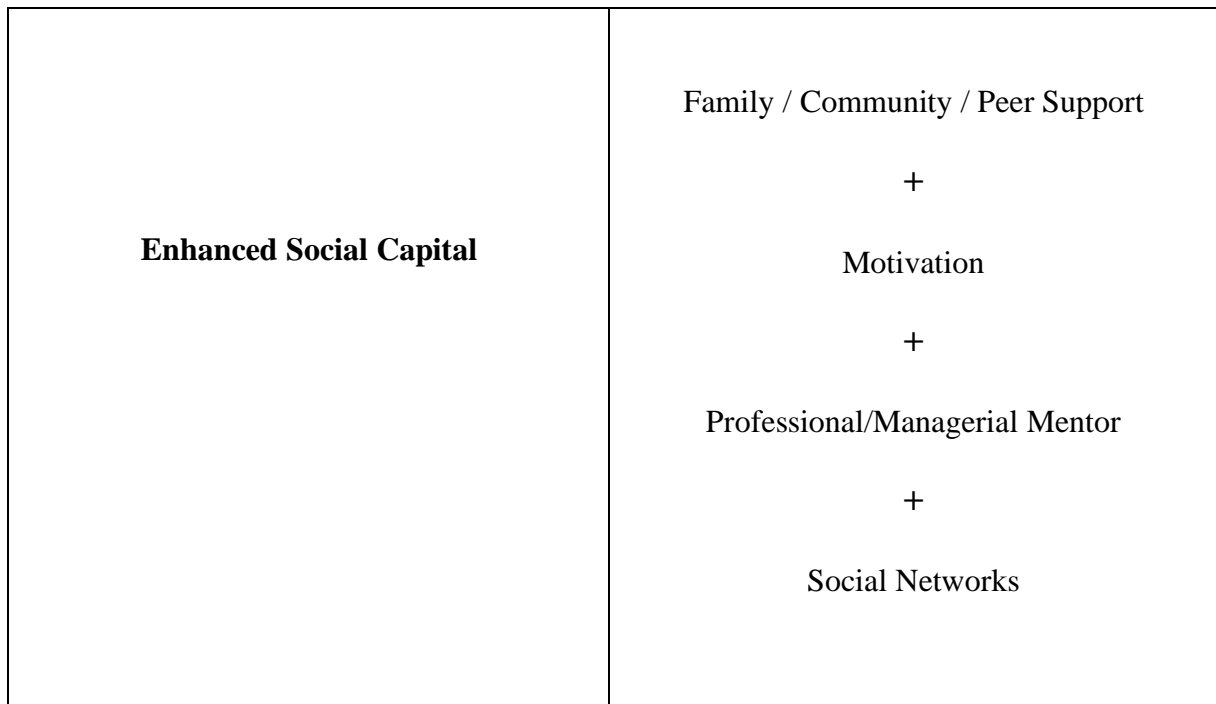 Enhanced Social Capital
Family / Community / Peer Support
+
Motivation
+
Professional/Managerial Mentor
+
Social Networks